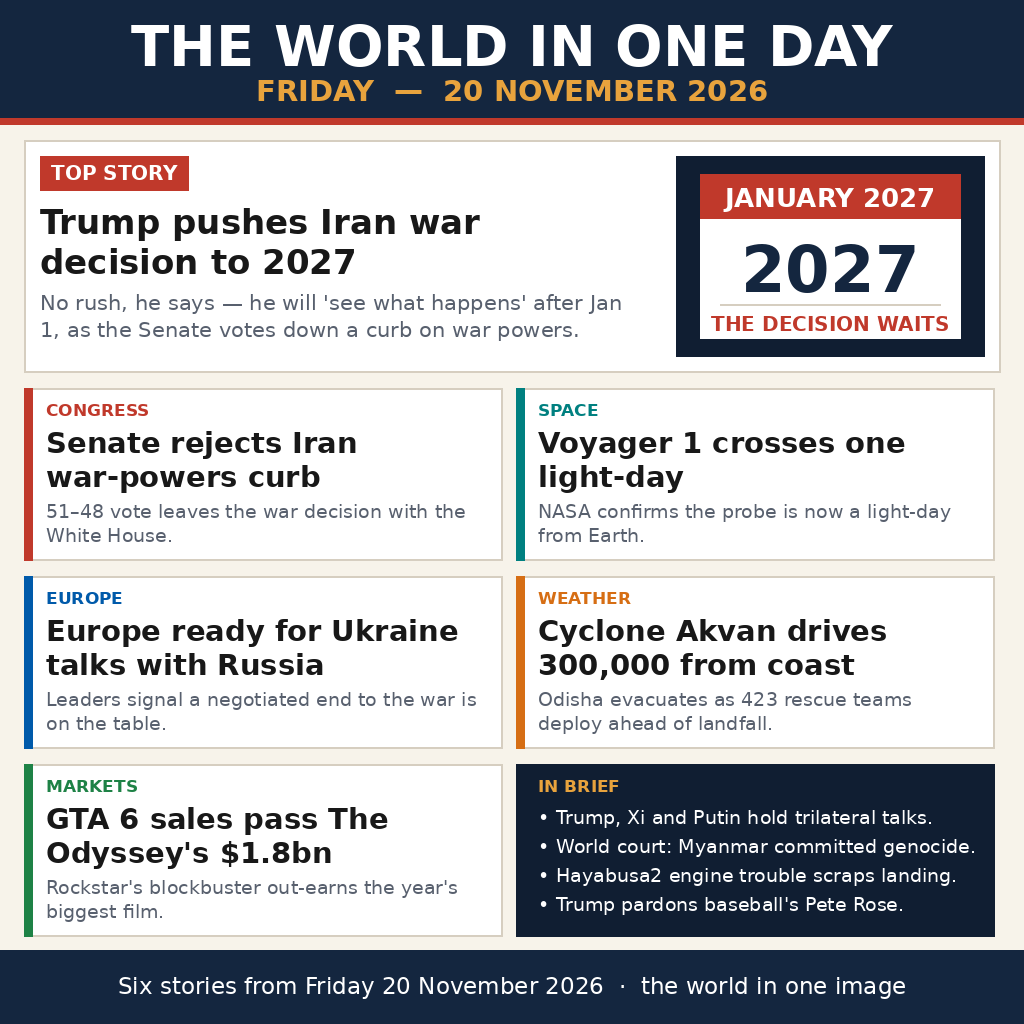 THE WORLD IN ONE DAY
FRIDAY — 20 NOVEMBER 2026
TOP STORY
Trump pushes Iran war
decision to 2027
No rush, he says — he will 'see what happens' after Jan
1, as the Senate votes down a curb on war powers.
JANUARY 2027
2027
THE DECISION WAITS
CONGRESS
Senate rejects Iran
war-powers curb
51–48 vote leaves the war decision with the
White House.
SPACE
Voyager 1 crosses one
light-day
NASA confirms the probe is now a light-day
from Earth.
EUROPE
Europe ready for Ukraine
talks with Russia
Leaders signal a negotiated end to the war is
on the table.
WEATHER
Cyclone Akvan drives
300,000 from coast
Odisha evacuates as 423 rescue teams
deploy ahead of landfall.
MARKETS
GTA 6 sales pass The
Odyssey's $1.8bn
Rockstar's blockbuster out-earns the year's
biggest film.
IN BRIEF
• Trump, Xi and Putin hold trilateral talks.
• World court: Myanmar committed genocide.
• Hayabusa2 engine trouble scraps landing.
• Trump pardons baseball's Pete Rose.
Six stories from Friday 20 November 2026 · the world in one image